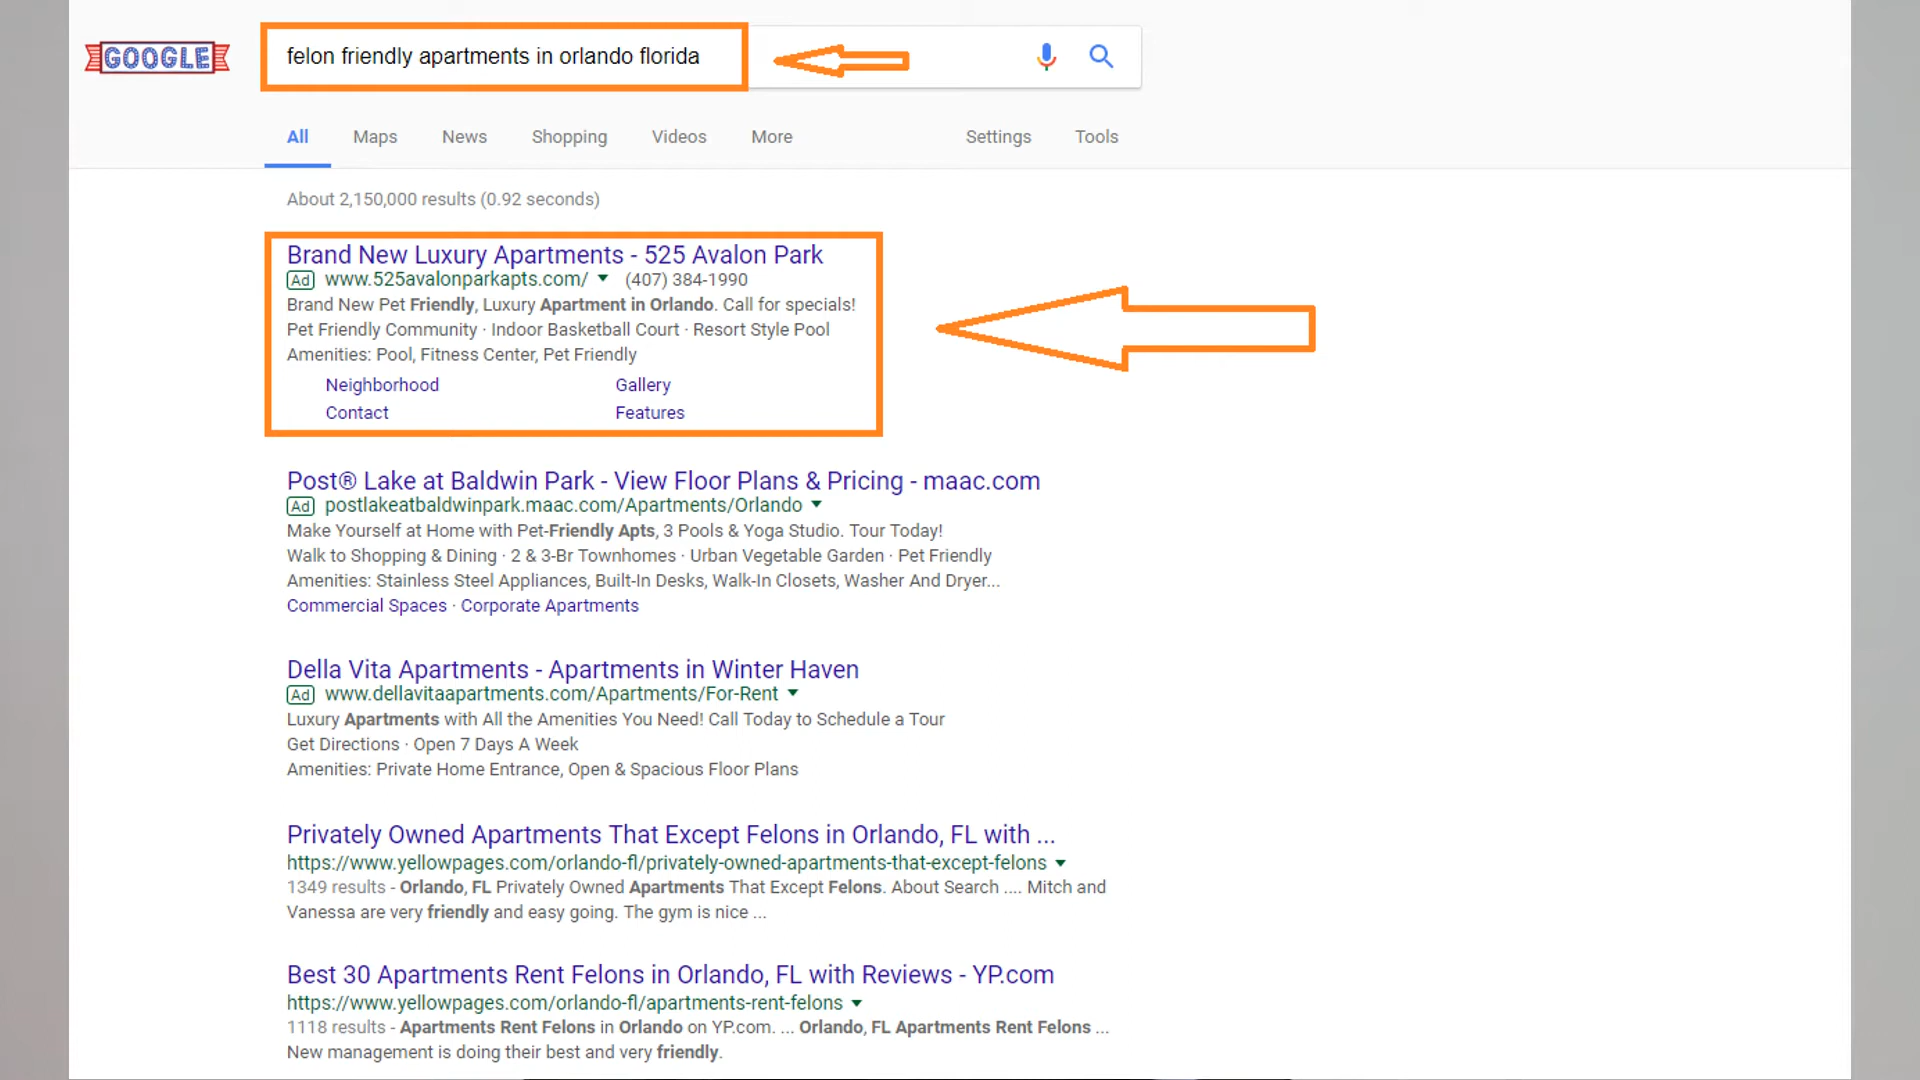 GOOGLE
felon friendly apartments in orlando florida
All Maps News Shopping Videos More Settings Tools
About 2,150,000 results (0.92 seconds)
Brand New Luxury Apartments - 525 Avalon Park
Ad www.525avalonparkapts.com/ (407) 384-1990
Brand New Pet Friendly, Luxury Apartment in Orlando. Call for specials!
Pet Friendly Community · Indoor Basketball Court · Resort Style Pool
Amenities: Pool, Fitness Center, Pet Friendly
Neighborhood Gallery
Contact Features
Post® Lake at Baldwin Park - View Floor Plans & Pricing - maac.com
Ad postlakeatbaldwinpark.maac.com/Apartments/Orlando
Make Yourself at Home with Pet-Friendly Apts, 3 Pools & Yoga Studio. Tour Today!
Walk to Shopping & Dining · 2 & 3-Br Townhomes · Urban Vegetable Garden · Pet Friendly
Amenities: Stainless Steel Appliances, Built-In Desks, Walk-In Closets, Washer And Dryer...
Commercial Spaces · Corporate Apartments
Della Vita Apartments - Apartments in Winter Haven
Ad www.dellavitaapartments.com/Apartments/For-Rent
Luxury Apartments with All the Amenities You Need! Call Today to Schedule a Tour
Get Directions · Open 7 Days A Week
Amenities: Private Home Entrance, Open & Spacious Floor Plans
Privately Owned Apartments That Except Felons in Orlando, FL with ...
https://www.yellowpages.com/orlando-fl/privately-owned-apartments-that-except-felons
1349 results - Orlando, FL Privately Owned Apartments That Except Felons. About Search .... Mitch and
Vanessa are very friendly and easy going. The gym is nice ...
Best 30 Apartments Rent Felons in Orlando, FL with Reviews - YP.com
https://www.yellowpages.com/orlando-fl/apartments-rent-felons
1118 results - Apartments Rent Felons in Orlando on YP.com. ... Orlando, FL Apartments Rent Felons ...
New management is doing their best and very friendly.